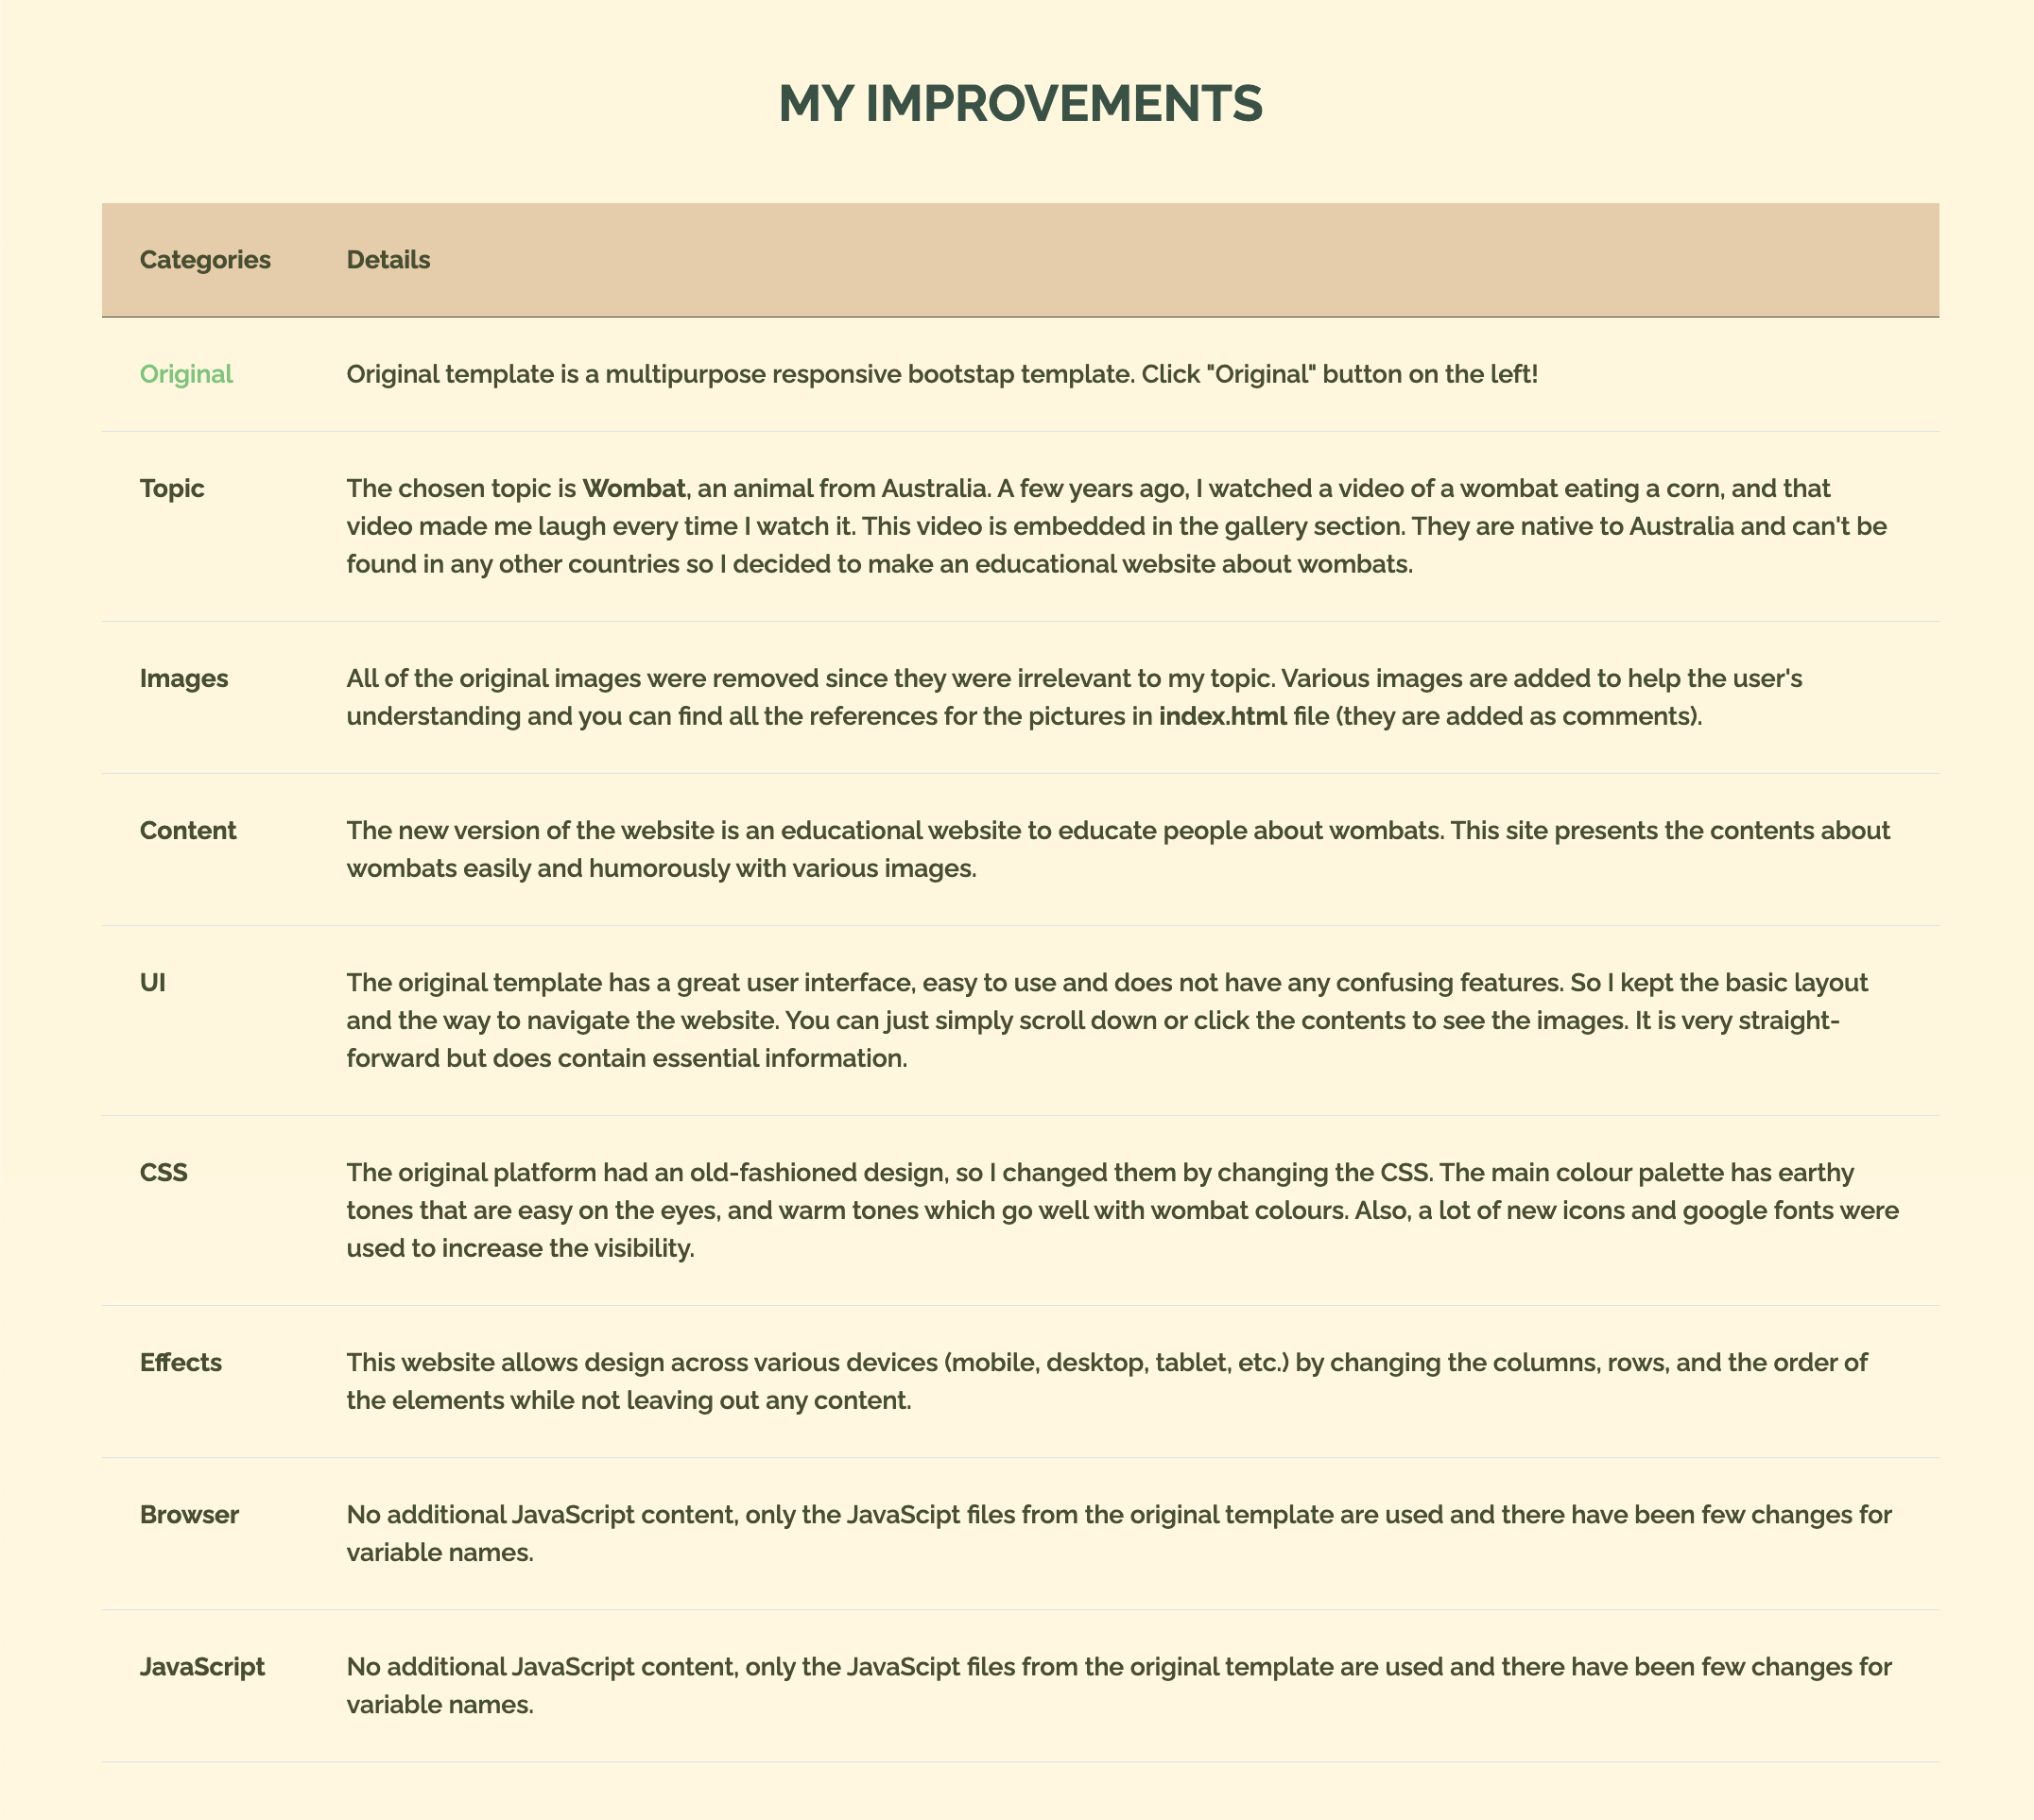 MY IMPROVEMENTS
Categories Details
Original Original template is a multipurpose responsive bootstap template. Click "Original" button on the left!
Topic The chosen topic is Wombat, an animal from Australia. A few years ago, I watched a video of a wombat eating a corn, and that
video made me laugh every time I watch it. This video is embedded in the gallery section. They are native to Australia and can't be
found in any other countries so I decided to make an educational website about wombats.
Images All of the original images were removed since they were irrelevant to my topic. Various images are added to help the user's
understanding and you can find all the references for the pictures in index.html file (they are added as comments).
Content The new version of the website is an educational website to educate people about wombats. This site presents the contents about
wombats easily and humorously with various images.
UI The original template has a great user interface, easy to use and does not have any confusing features. So I kept the basic layout
and the way to navigate the website. You can just simply scroll down or click the contents to see the images. It is very straight-
forward but does contain essential information.
CSS The original platform had an old-fashioned design, so I changed them by changing the CSS. The main colour palette has earthy
tones that are easy on the eyes, and warm tones which go well with wombat colours. Also, a lot of new icons and google fonts were
used to increase the visibility.
Effects This website allows design across various devices (mobile, desktop, tablet, etc.) by changing the columns, rows, and the order of
the elements while not leaving out any content.
Browser No additional JavaScript content, only the JavaScipt files from the original template are used and there have been few changes for
variable names.
JavaScript No additional JavaScript content, only the JavaScipt files from the original template are used and there have been few changes for
variable names.